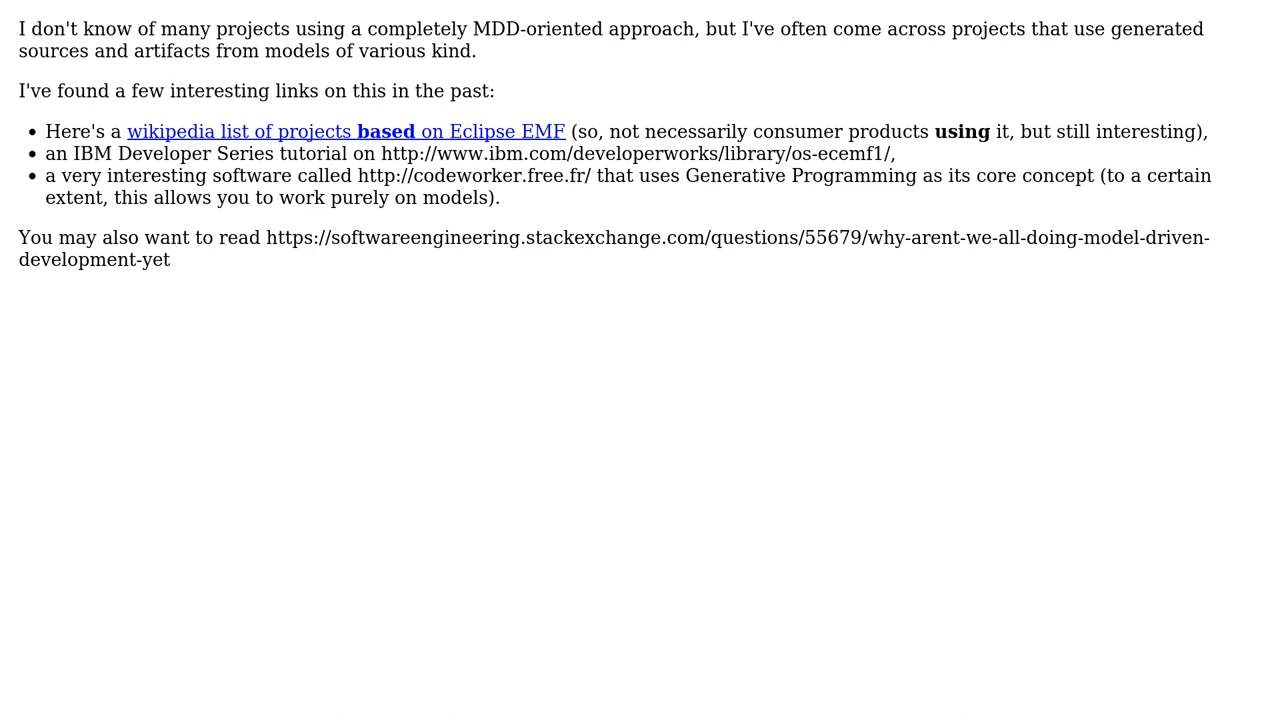 I don't know of many projects using a completely MDD-oriented approach, but I've often come across projects that use generated
sources and artifacts from models of various kind.
I've found a few interesting links on this in the past:
• Here's a wikipedia list of projects based on Eclipse EMF (so, not necessarily consumer products using it, but still interesting),
• an IBM Developer Series tutorial on http://www.ibm.com/developerworks/library/os-ecemf1/,
• a very interesting software called http://codeworker.free.fr/ that uses Generative Programming as its core concept (to a certain
extent, this allows you to work purely on models).
You may also want to read https://softwareengineering.stackexchange.com/questions/55679/why-arent-we-all-doing-model-driven-
development-yet